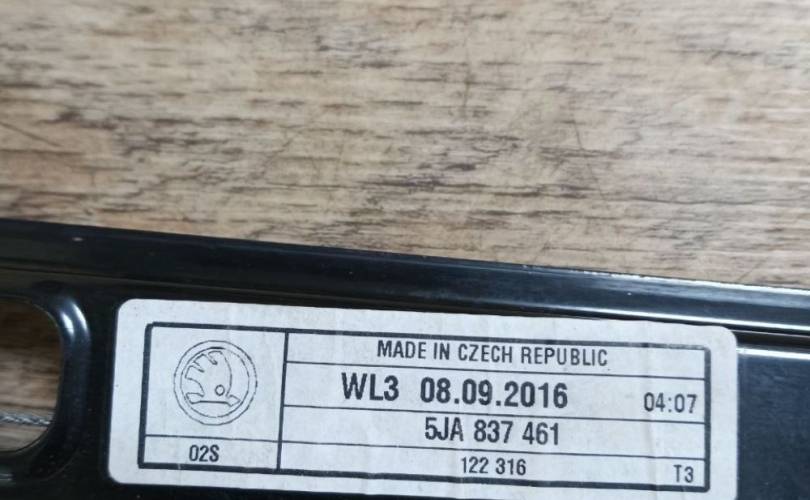 MADE IN CZECH REPUBLIC
WL3 08.09.2016 04:07
5JA 837 461
02S 122 316 T3